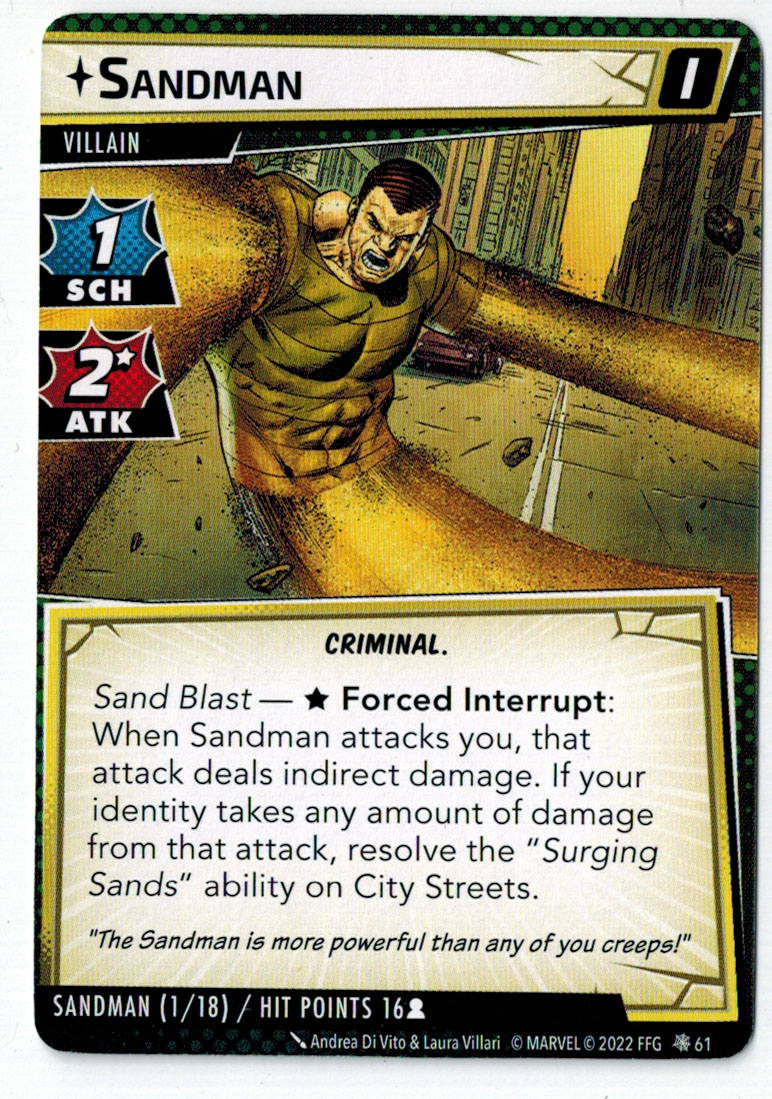 SANDMAN
I
VILLAIN
1
SCH
2★
ATK
CRIMINAL.
Sand Blast — ★ Forced Interrupt:
When Sandman attacks you, that
attack deals indirect damage. If your
identity takes any amount of damage
from that attack, resolve the “Surging
Sands” ability on City Streets.
"The Sandman is more powerful than any of you creeps!"
SANDMAN (1/18) / HIT POINTS 16
Andrea Di Vito & Laura Villari © MARVEL © 2022 FFG 61